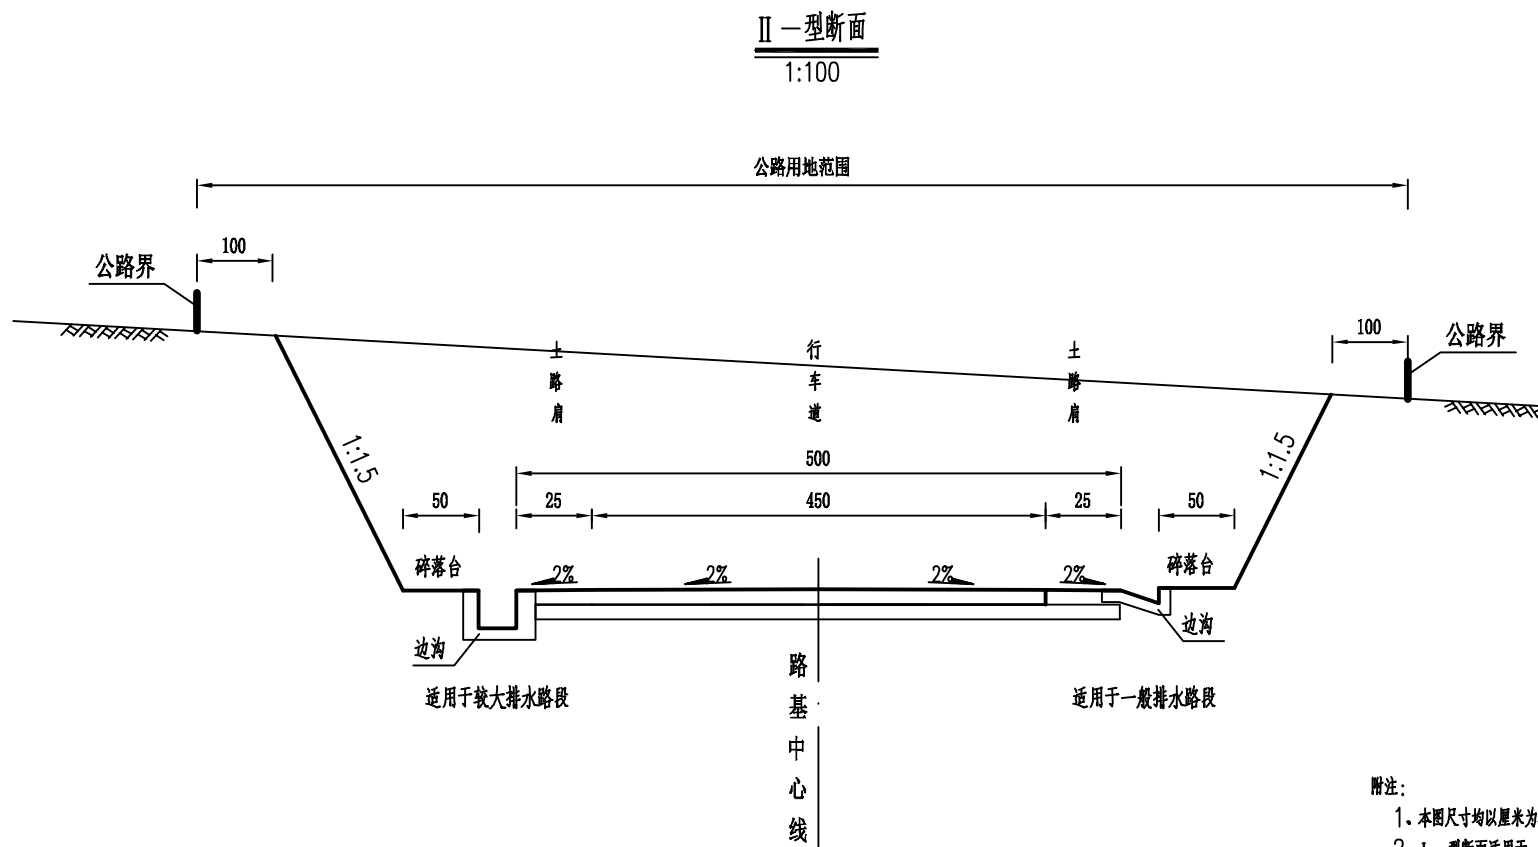 Ⅱ—型断面
1:100
公路用地范围
100
公路界
100
公路界
土路肩
行车道
土路肩
1:1.5
1:1.5
500
50
25
450
25
50
碎落台
2%
2%
2%
2%
碎落台
边沟
边沟
适用于较大排水路段
适用于一般排水路段
路基中心线
附注:
1、本图尺寸均以厘米为